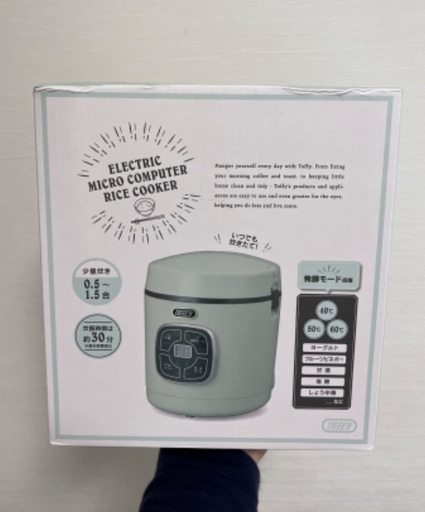 ELECTRIC
MICRO COMPUTER
RICE COOKER
Pamper yourself every day with Toffy. From fixing
your morning coffee and toast, to keeping little
home clean and tidy - Toffy's products and appli-
ances are easy to use and even greater for the eyes,
helping you do less and live more.
いつでも
炊きたて!
少量炊き
0.5～
1.5合
炊飯時間は
約30分
発酵モード搭載
40℃
50℃ 60℃
ヨーグルト
フルーツビネガー
甘酒
塩麹
しょうゆ麹
…など
Toffy